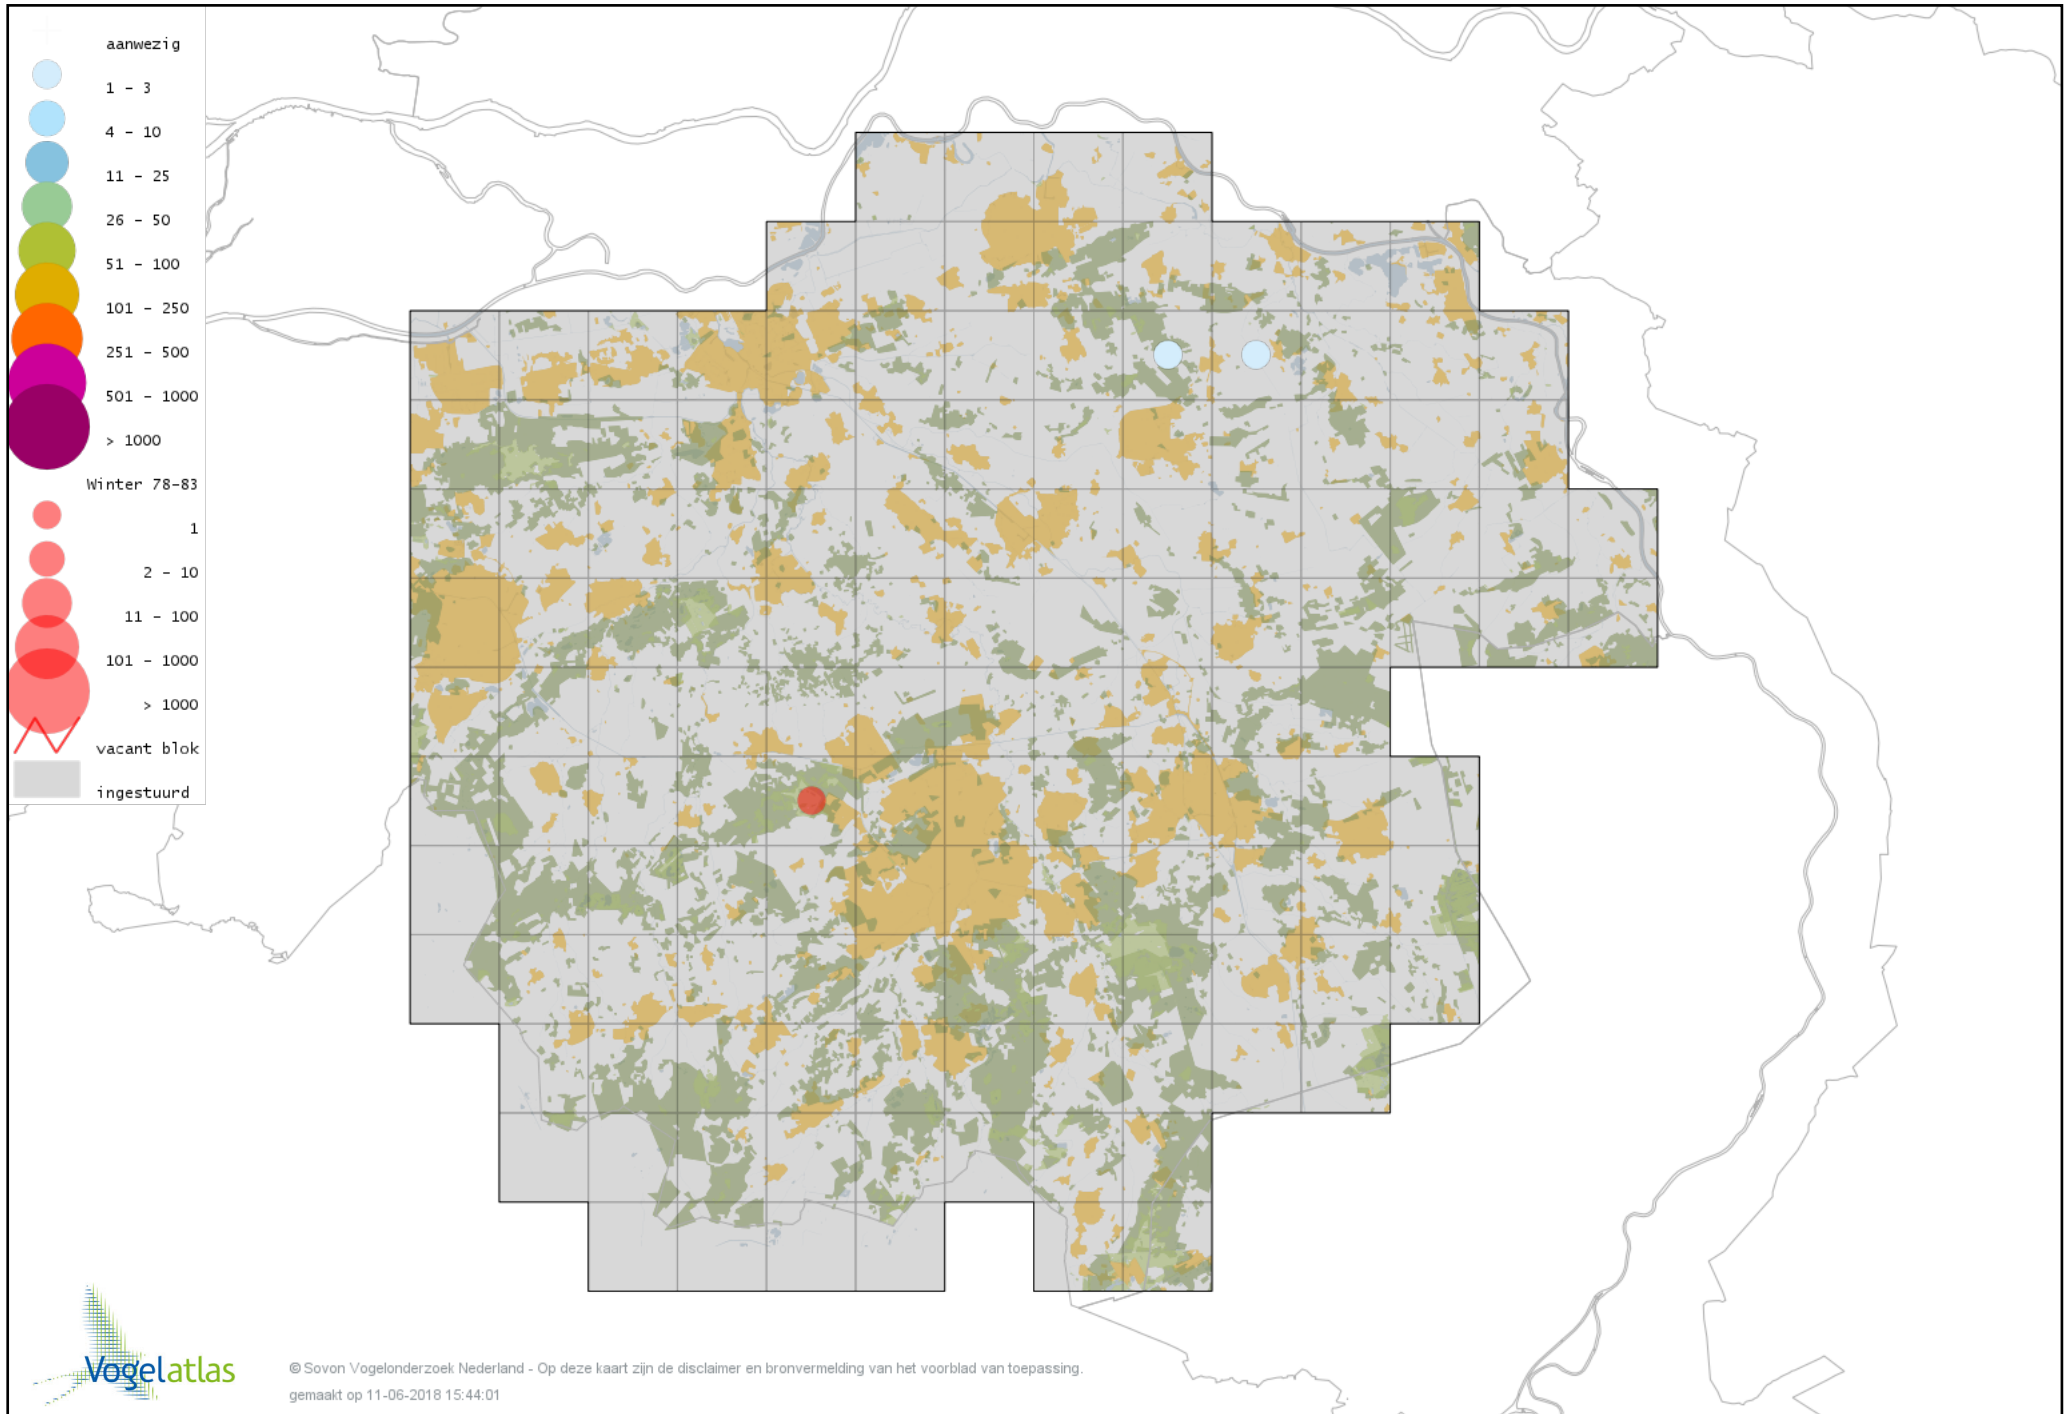 aanwezig
1 - 3
4 - 10
11 - 25
26 - 50
51 - 100
101 - 250
251 - 500
501 - 1000
> 1000
Winter 78-83
1
2 - 10
11 - 100
101 - 1000
> 1000
vacant blok
ingestuurd
Vogelatlas
© Sovon Vogelonderzoek Nederland - Op deze kaart zijn de disclaimer en bronvermelding van het voorblad van toepassing.
gemaakt op 11-06-2018 15:44:01